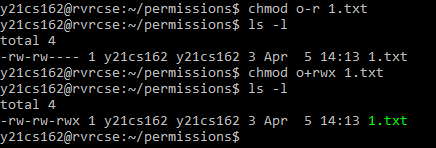 y21cs162@rvrcse:~/permissions$ chmod o-r 1.txt
y21cs162@rvrcse:~/permissions$ ls -l
total 4
-rw-rw---- 1 y21cs162 y21cs162 3 Apr  5 14:13 1.txt
y21cs162@rvrcse:~/permissions$ chmod o+rwx 1.txt
y21cs162@rvrcse:~/permissions$ ls -l
total 4
-rw-rw-rwx 1 y21cs162 y21cs162 3 Apr  5 14:13 1.txt
y21cs162@rvrcse:~/permissions$